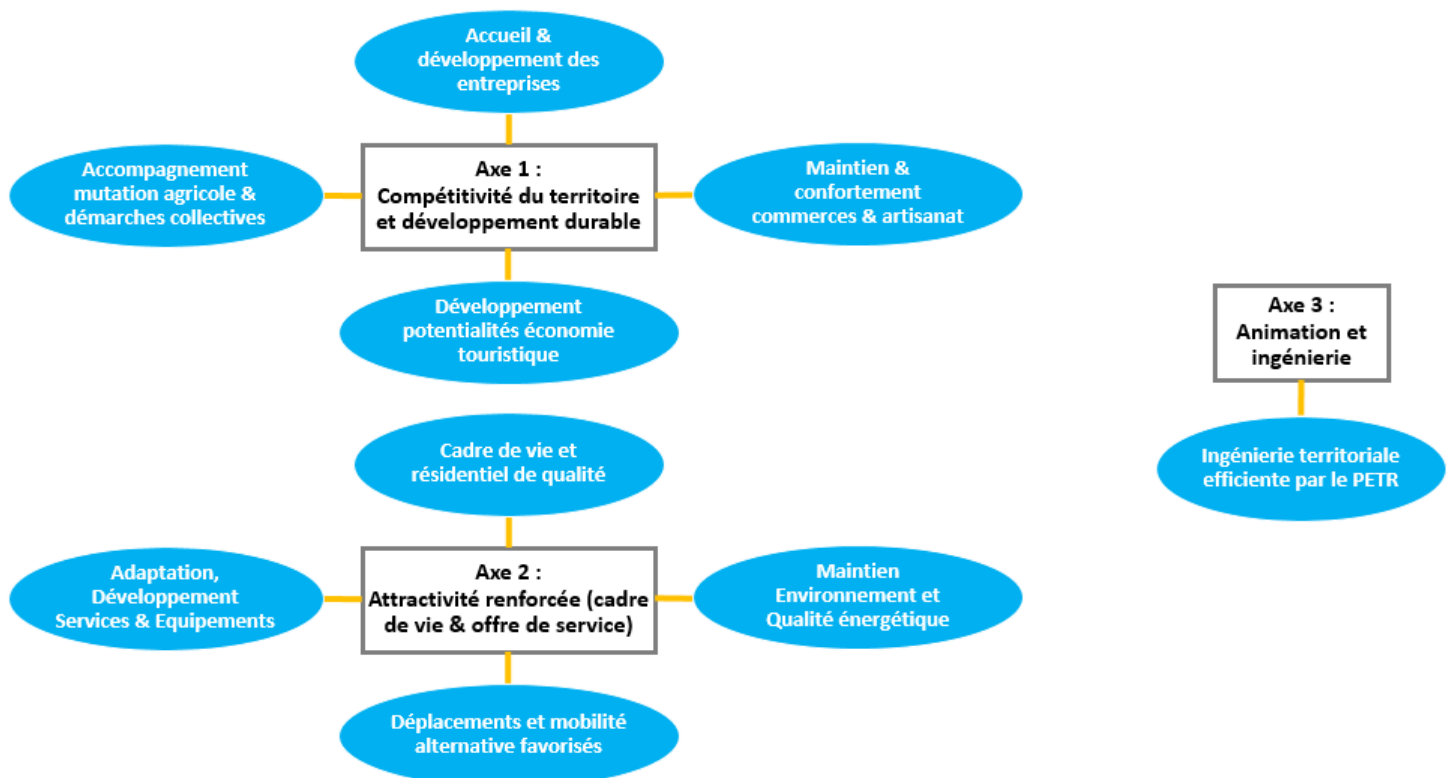 Accueil &
développement des
entreprises
Accompagnement
mutation agricole &
démarches collectives
Axe 1 :
Compétitivité du territoire
et développement durable
Maintien &
confortement
commerces & artisanat
Développement
potentialités économie
touristique
Axe 3 :
Animation et
ingénierie
Ingénierie territoriale
efficiente par le PETR
Cadre de vie et
résidentiel de qualité
Adaptation,
Développement
Services & Equipements
Axe 2 :
Attractivité renforcée (cadre
de vie & offre de service)
Maintien
Environnement et
Qualité énergétique
Déplacements et mobilité
alternative favorisés